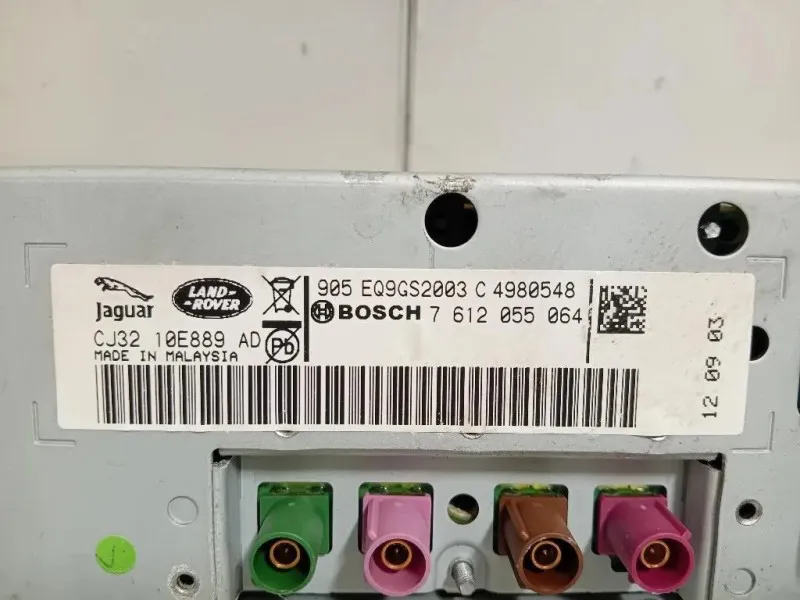 Jaguar
LAND-
-ROVER
CJ32 10E889 AD
MADE IN MALAYSIA
Pb
905 EQ9GS2003 C 4980548
BOSCH 7 612 055 064
12 09 03